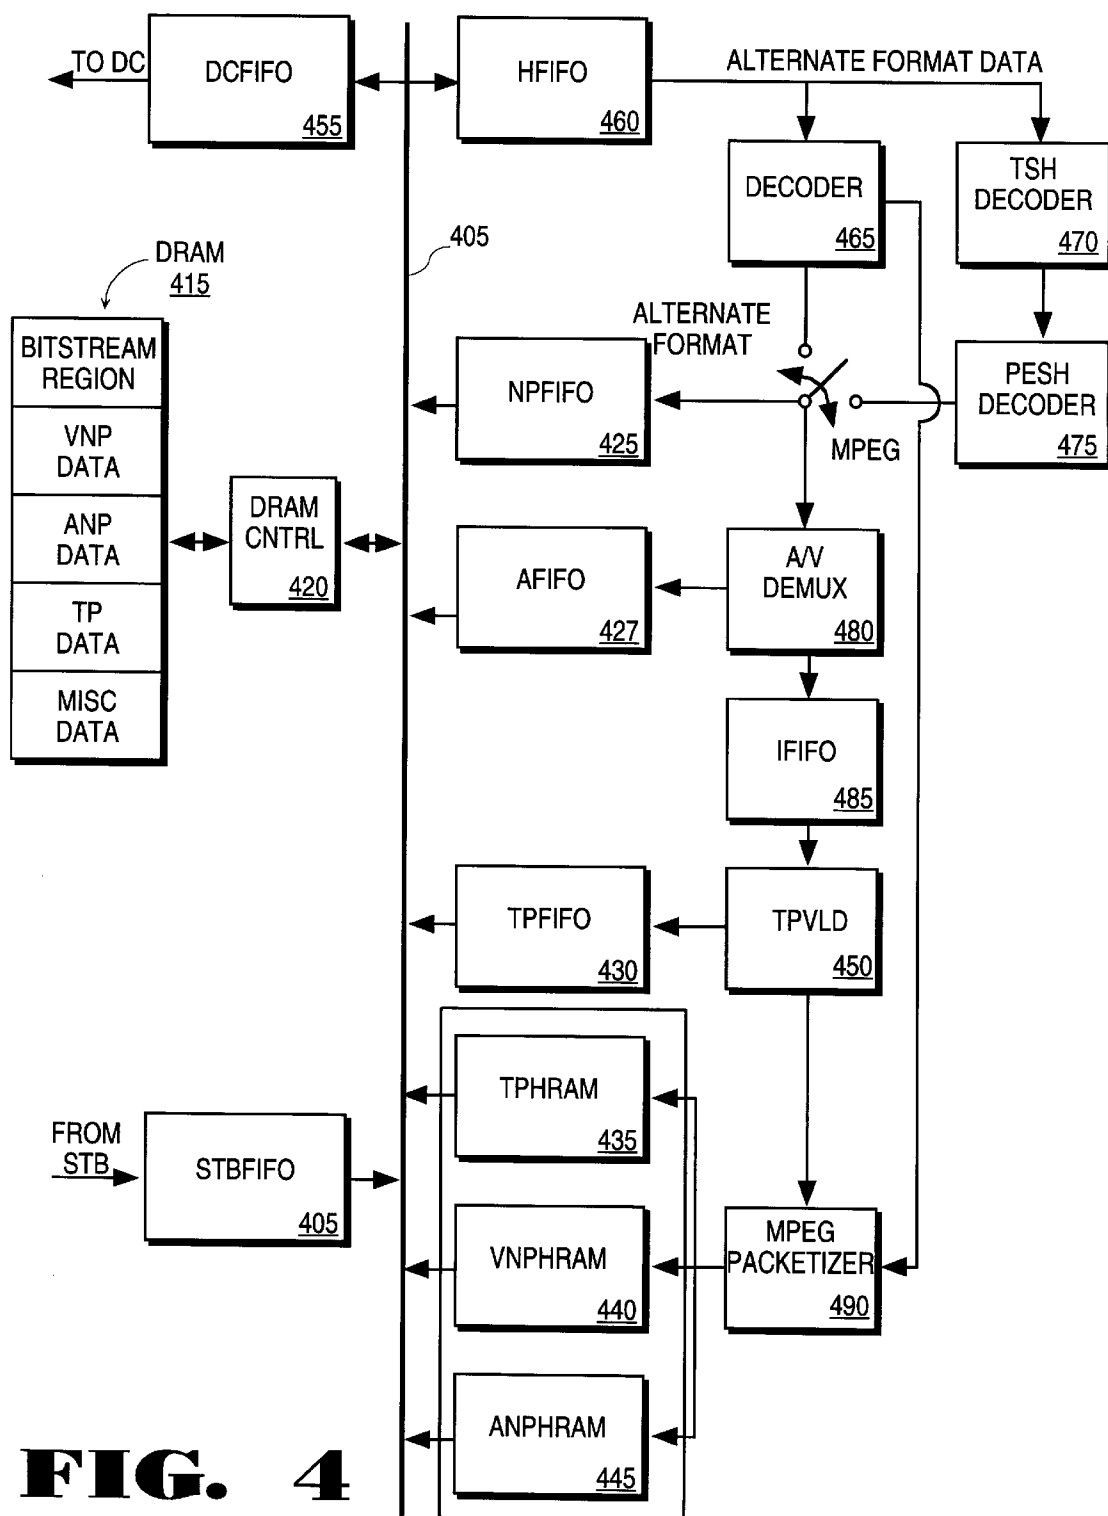 TO DC
DCFIFO
455
HFIFO
460
ALTERNATE FORMAT DATA
DECODER
465
TSH
DECODER
470
405
DRAM
415
BITSTREAM
REGION
VNP
DATA
ANP
DATA
TP
DATA
MISC
DATA
DRAM
CNTRL
420
ALTERNATE
FORMAT
NPFIFO
425
MPEG
PESH
DECODER
475
AFIFO
427
A/V
DEMUX
480
IFIFO
485
TPFIFO
430
TPVLD
450
TPHRAM
435
FROM
STB
STBFIFO
405
VNPHRAM
440
MPEG
PACKETIZER
490
ANPHRAM
445
FIG. 4